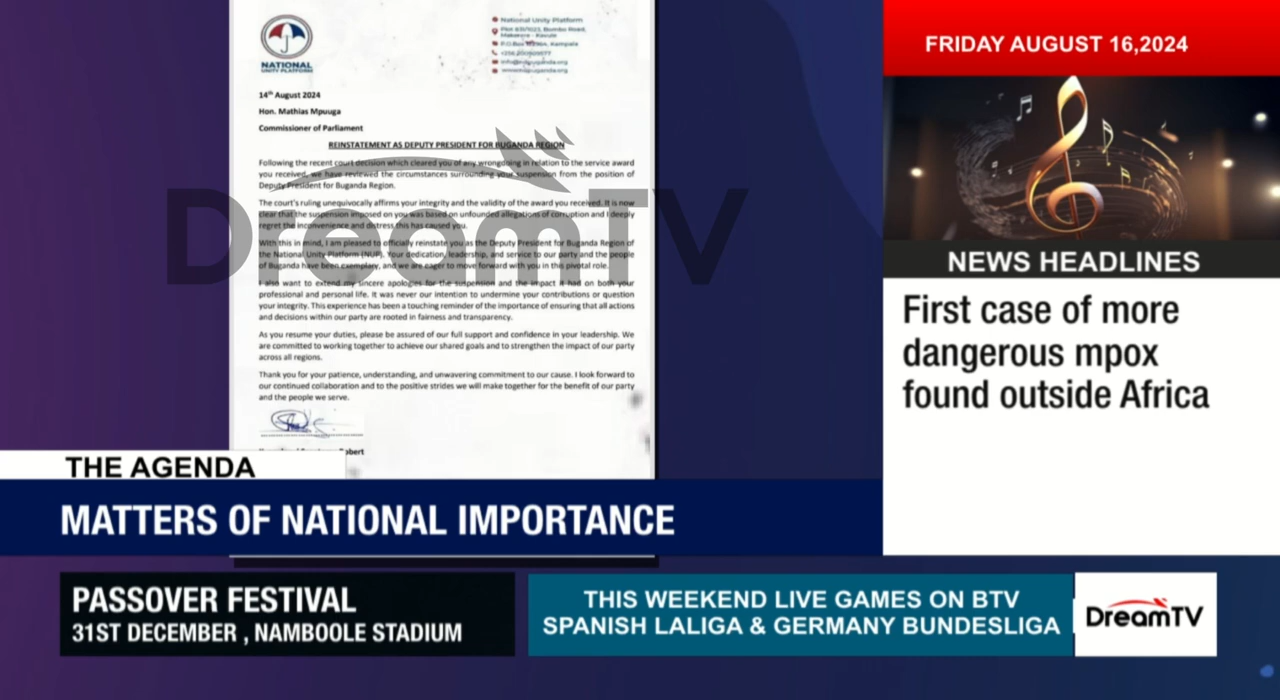 NATIONAL
UNITY PLATFORM
National Unity Platform
Makerere - Kavule
P.O.Box Kampala
14th August 2024
Hon. Mathias Mpuuga
Commissioner of Parliament
REINSTATEMENT AS DEPUTY PRESIDENT FOR BUGANDA REGION
Following the recent court decision which cleared you of any wrongdoing in relation to the service award
you received, we have reviewed the circumstances surrounding your suspension from the position of
Deputy President for Buganda Region.
The court's ruling unequivocally affirms your integrity and the validity of the award you received. It is now
clear that the suspension imposed on you was based on unfounded allegations of corruption and I deeply
regret the inconvenience and distress this has caused you.
With this in mind, I am pleased to officially reinstate you as the Deputy President for Buganda Region of
the National Unity Platform (NUP). Your dedication, leadership, and service to our party and the people
of Buganda have been exemplary, and we are eager to move forward with you in this pivotal role.
I also want to extend my sincere apologies for the suspension and the impact it had on both your
professional and personal life. It was never our intention to undermine your contributions or question
your integrity. This experience has been a touching reminder of the importance of ensuring that all actions
and decisions within our party are rooted in fairness and transparency.
As you resume your duties, please be assured of our full support and confidence in your leadership. We
are committed to working together to achieve our shared goals and to strengthen the impact of our party
across all regions.
Thank you for your patience, understanding, and unwavering commitment to our cause. I look forward to
our continued collaboration and to the positive strides we will make together for the benefit of our party
and the people we serve.
DreamTV
THE AGENDA
MATTERS OF NATIONAL IMPORTANCE
FRIDAY AUGUST 16,2024
NEWS HEADLINES
First case of more
dangerous mpox
found outside Africa
PASSOVER FESTIVAL
31ST DECEMBER , NAMBOOLE STADIUM
THIS WEEKEND LIVE GAMES ON BTV
SPANISH LALIGA & GERMANY BUNDESLIGA
DreamTV